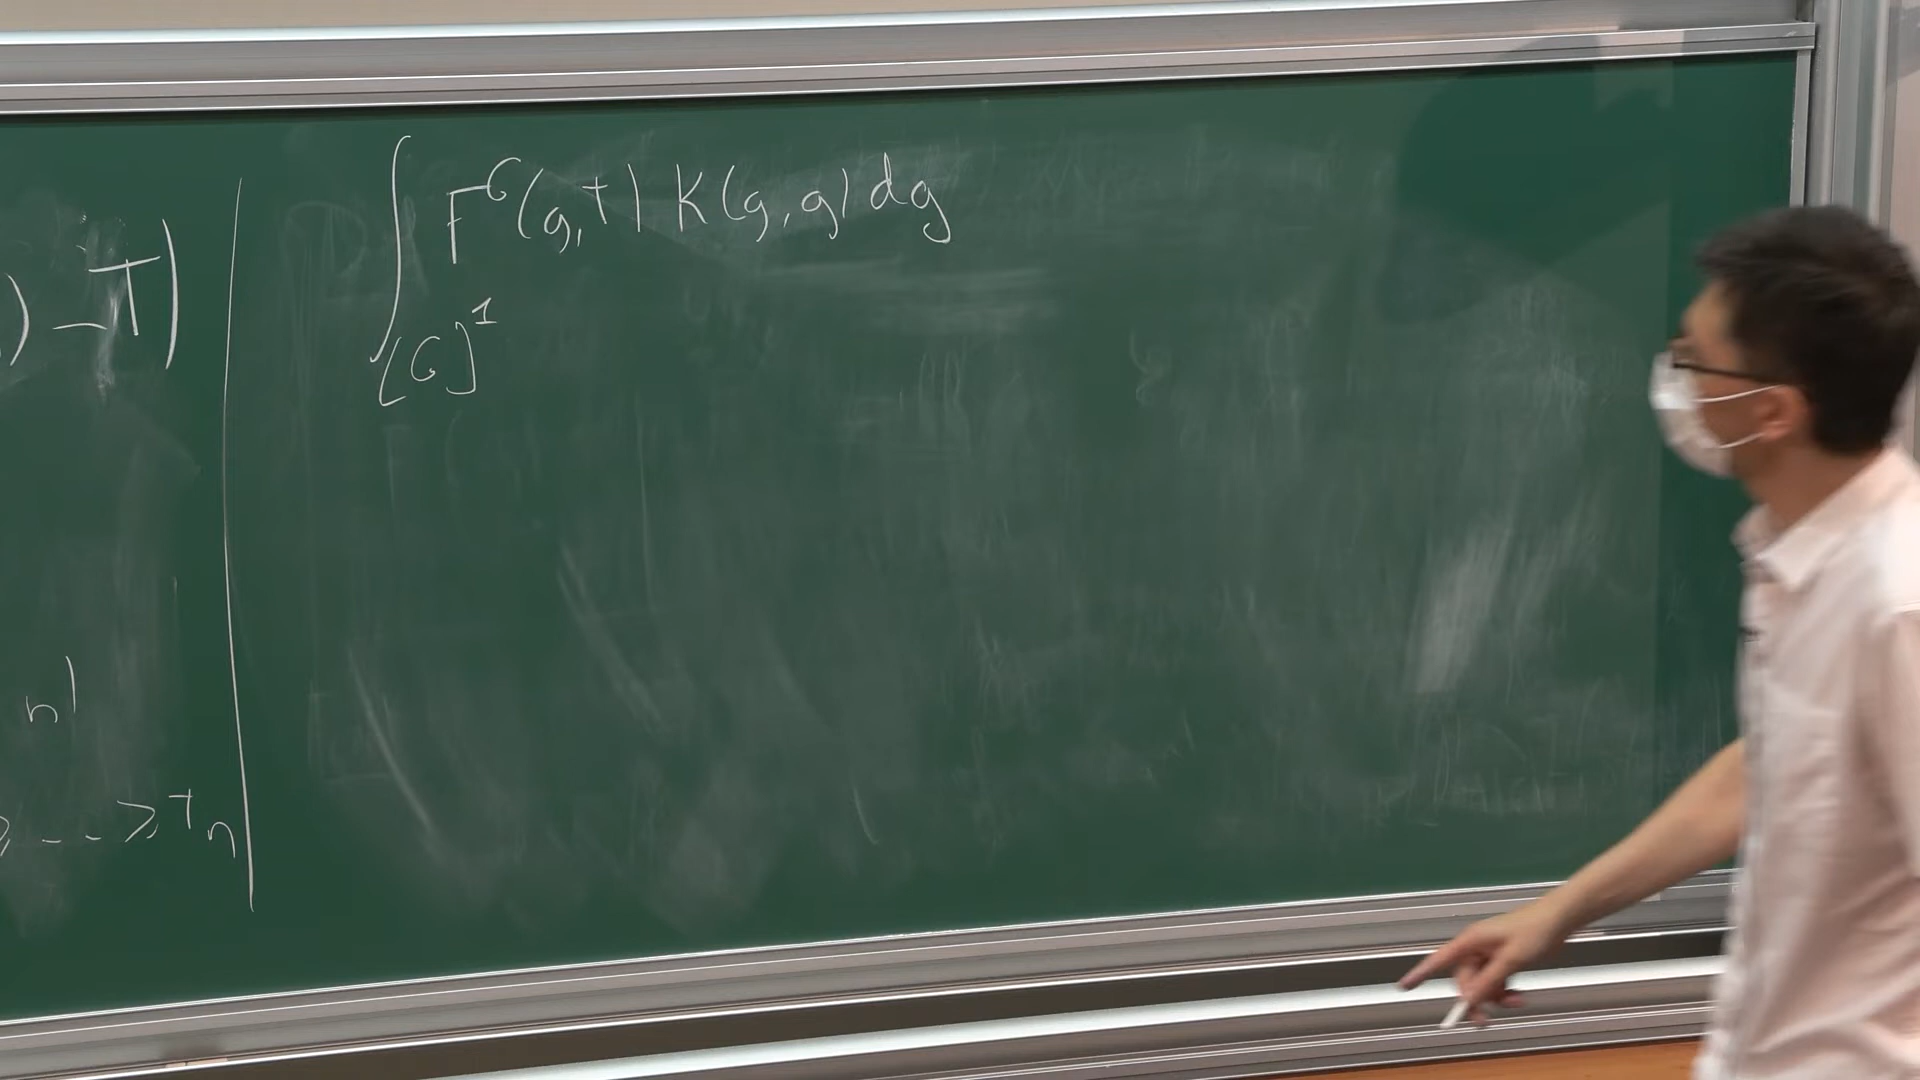 ) - T)
n)
≥ ... ≥ T_n
∫_{[G]^1} F^G(g, T) K(g, g) dg